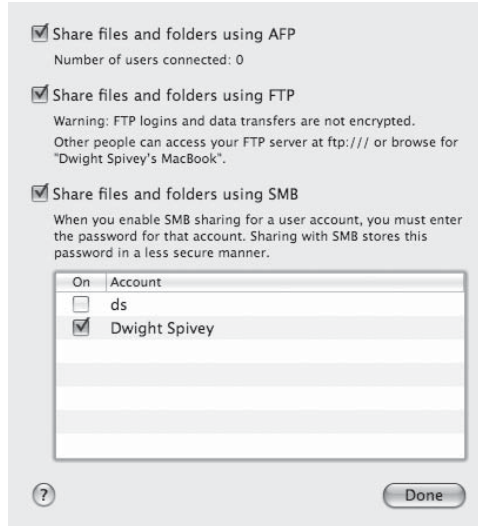 Share files and folders using AFP
Number of users connected: 0
Share files and folders using FTP
Warning: FTP logins and data transfers are not encrypted.
Other people can access your FTP server at ftp:/// or browse for
"Dwight Spivey's MacBook".
Share files and folders using SMB
When you enable SMB sharing for a user account, you must enter
the password for that account. Sharing with SMB stores this
password in a less secure manner.
On Account
ds
Dwight Spivey
? Done